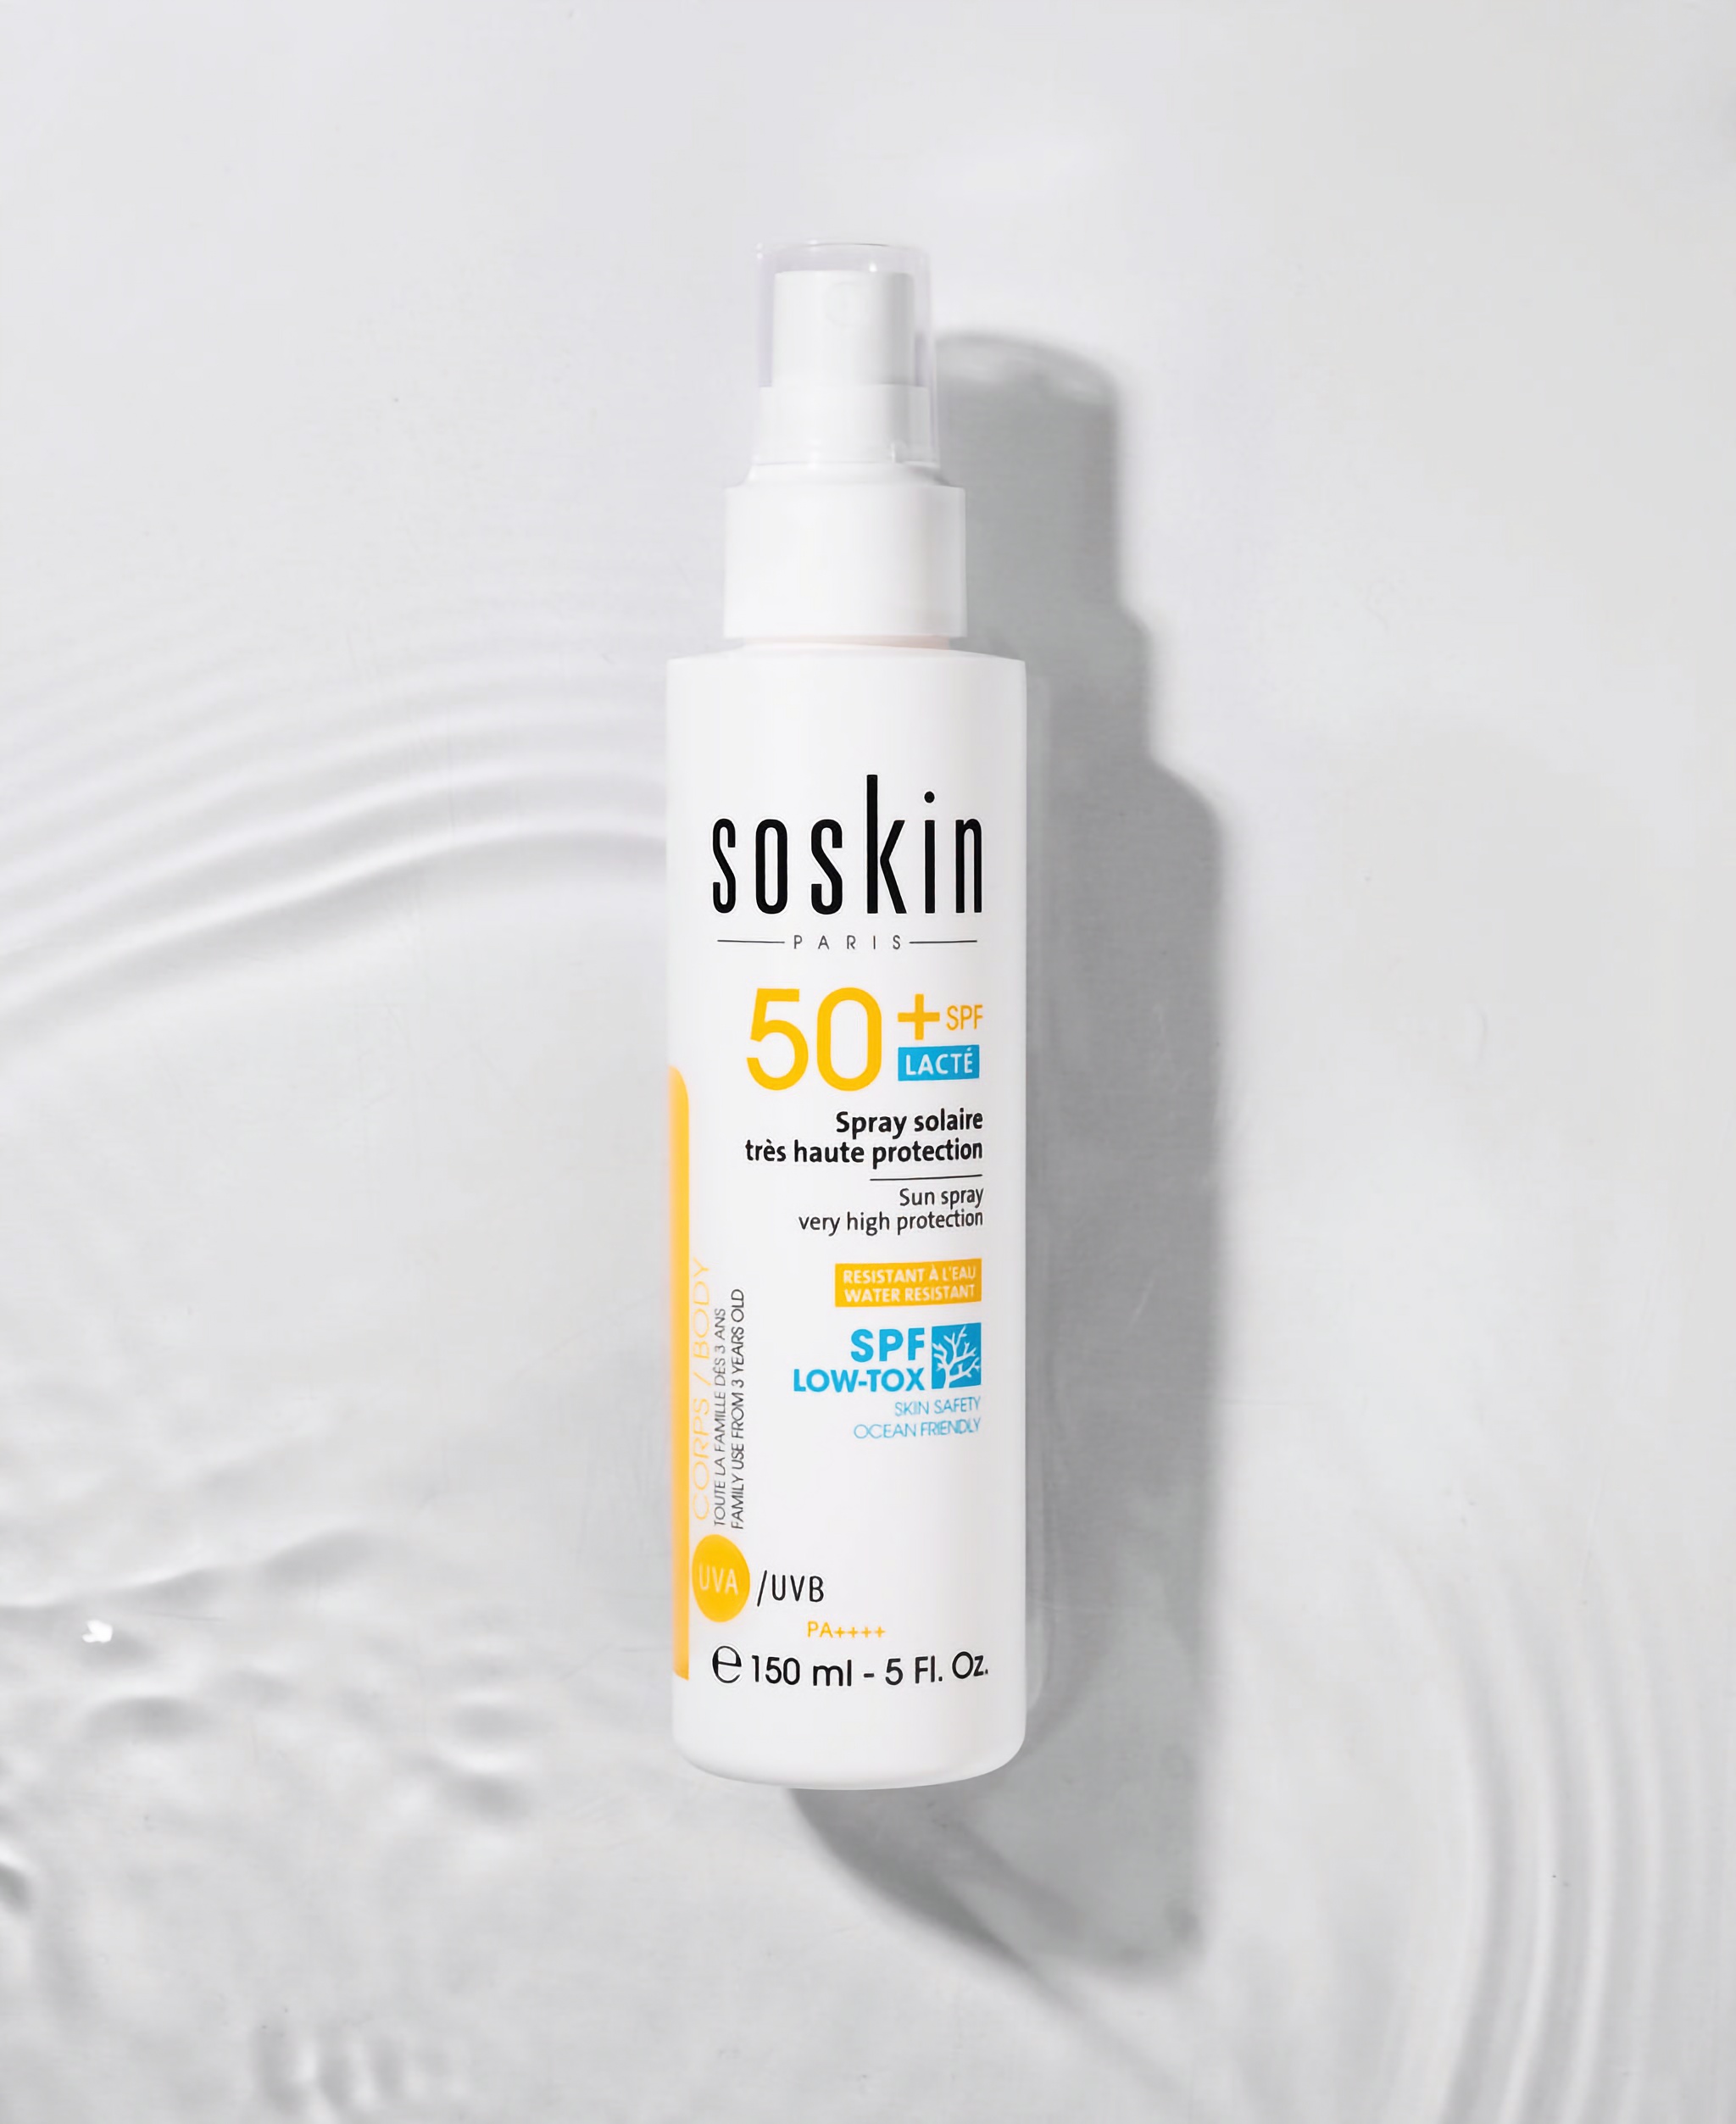 soskin
PARIS
50+ SPF
LACTÉ
Spray solaire
très haute protection
Sun spray
very high protection
RESISTANT À L'EAU
WATER RESISTANT
SPF
LOW-TOX
SKIN SAFETY
OCEAN FRIENDLY
CORPS / BODY
TOUTE LA FAMILLE DÈS 3 ANS
FAMILY USE FROM 3 YEARS OLD
UVA /UVB
PA++++
e 150 ml - 5 Fl. Oz.